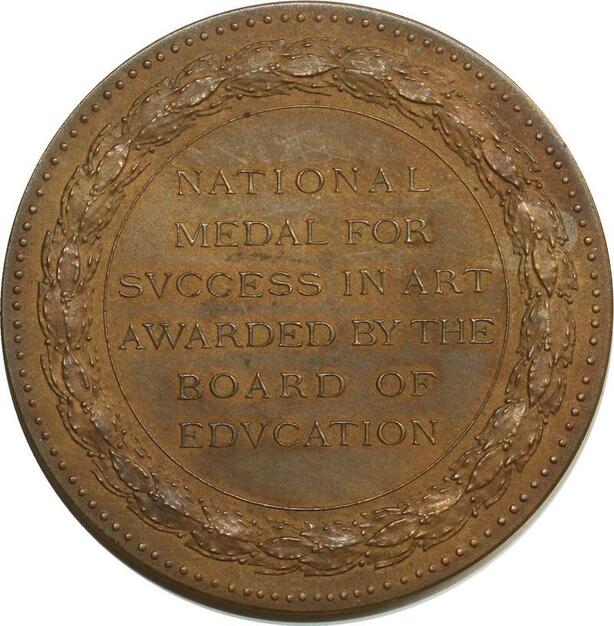 NATIONAL
MEDAL FOR
SVCCESS IN ART
AWARDED BY THE
BOARD OF
EDVCATION